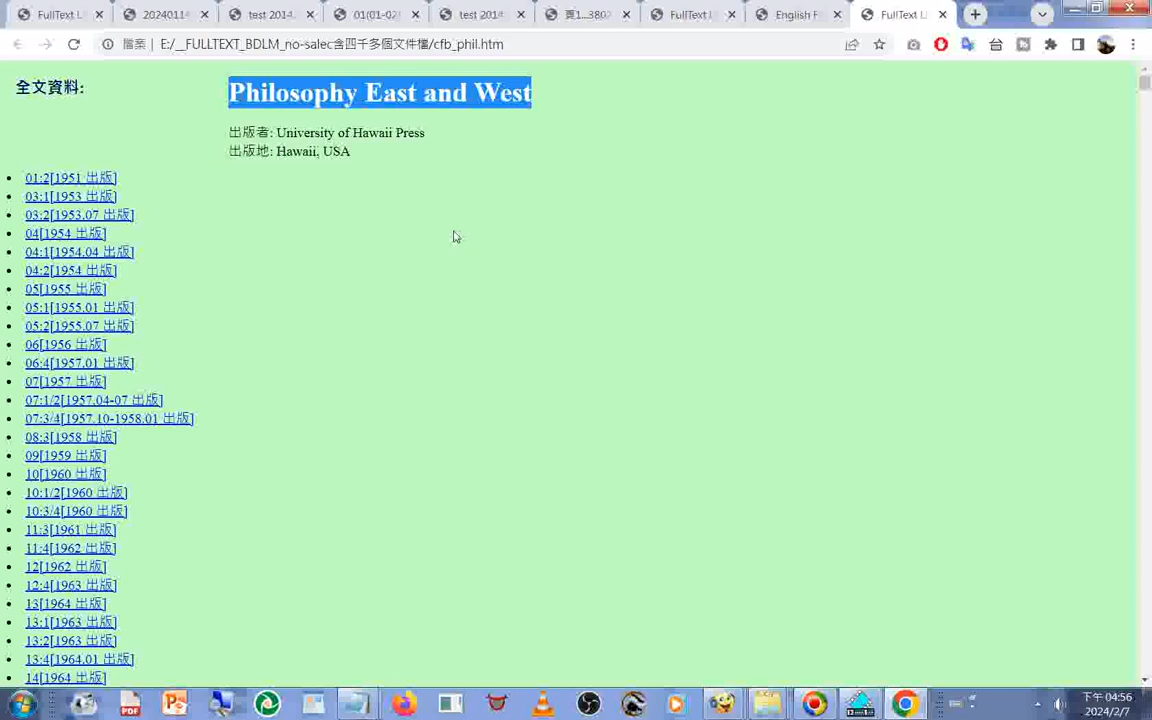 FullText L
20240114
test 2014
01(01-02)
test 2014
頁1...3802
FullText L
English F
FullText L
檔案 | E:/__FULLTEXT_BDLM_no-salec含四千多個文件檔/cfb_phil.htm
全文資料:
Philosophy East and West
出版者: University of Hawaii Press
出版地: Hawaii, USA
01:2[1951 出版]
03:1[1953 出版]
03:2[1953.07 出版]
04[1954 出版]
04:1[1954.04 出版]
04:2[1954 出版]
05[1955 出版]
05:1[1955.01 出版]
05:2[1955.07 出版]
06[1956 出版]
06:4[1957.01 出版]
07[1957 出版]
07:1/2[1957.04-07 出版]
07:3/4[1957.10-1958.01 出版]
08:3[1958 出版]
09[1959 出版]
10[1960 出版]
10:1/2[1960 出版]
10:3/4[1960 出版]
11:3[1961 出版]
11:4[1962 出版]
12[1962 出版]
12:4[1963 出版]
13[1964 出版]
13:1[1963 出版]
13:2[1963 出版]
13:4[1964.01 出版]
14[1964 出版]
下午 04:56
2024/2/7